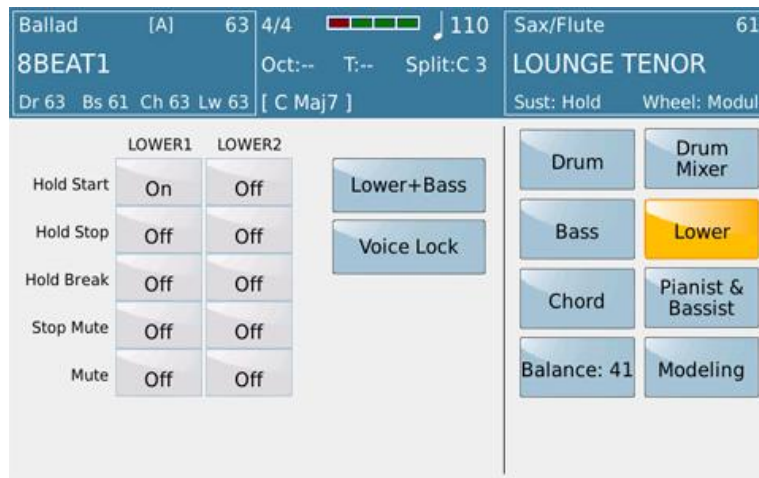 Ballad [A] 63 4/4 ♩110 Sax/Flute 61
8BEAT1 Oct:-- T:-- Split:C 3 LOUNGE TENOR
Dr 63 Bs 61 Ch 63 Lw 63 [ C Maj7 ] Sust: Hold Wheel: Modul
LOWER1 LOWER2
Hold Start On Off
Hold Stop Off Off
Hold Break Off Off
Stop Mute Off Off
Mute Off Off
Lower+Bass
Voice Lock
Drum
Drum
Mixer
Bass
Lower
Chord
Pianist &
Bassist
Balance: 41
Modeling